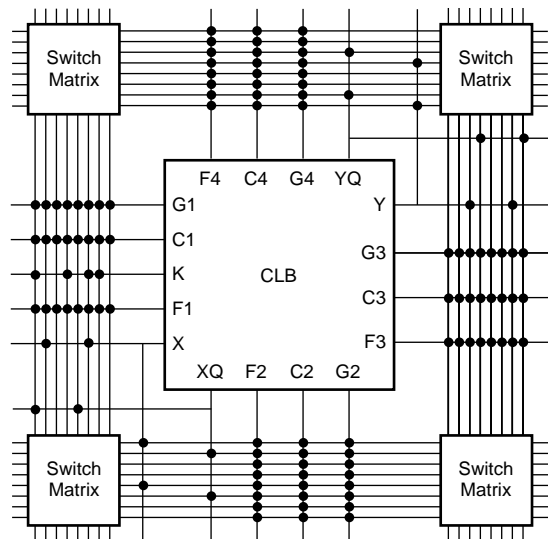 Switch
Matrix
Switch
Matrix
F4 C4 G4 YQ
G1
Y
C1
G3
K
CLB
C3
F1
X
F3
XQ F2 C2 G2
Switch
Matrix
Switch
Matrix